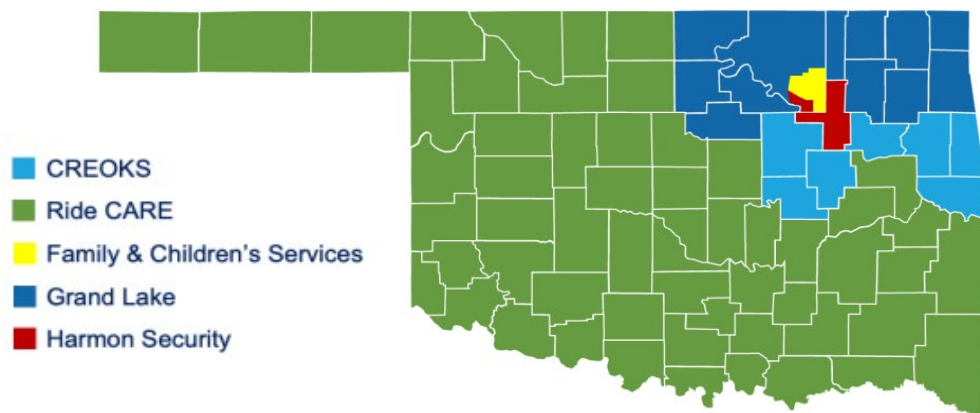 CREOKS
Ride CARE
Family & Children's Services
Grand Lake
Harmon Security